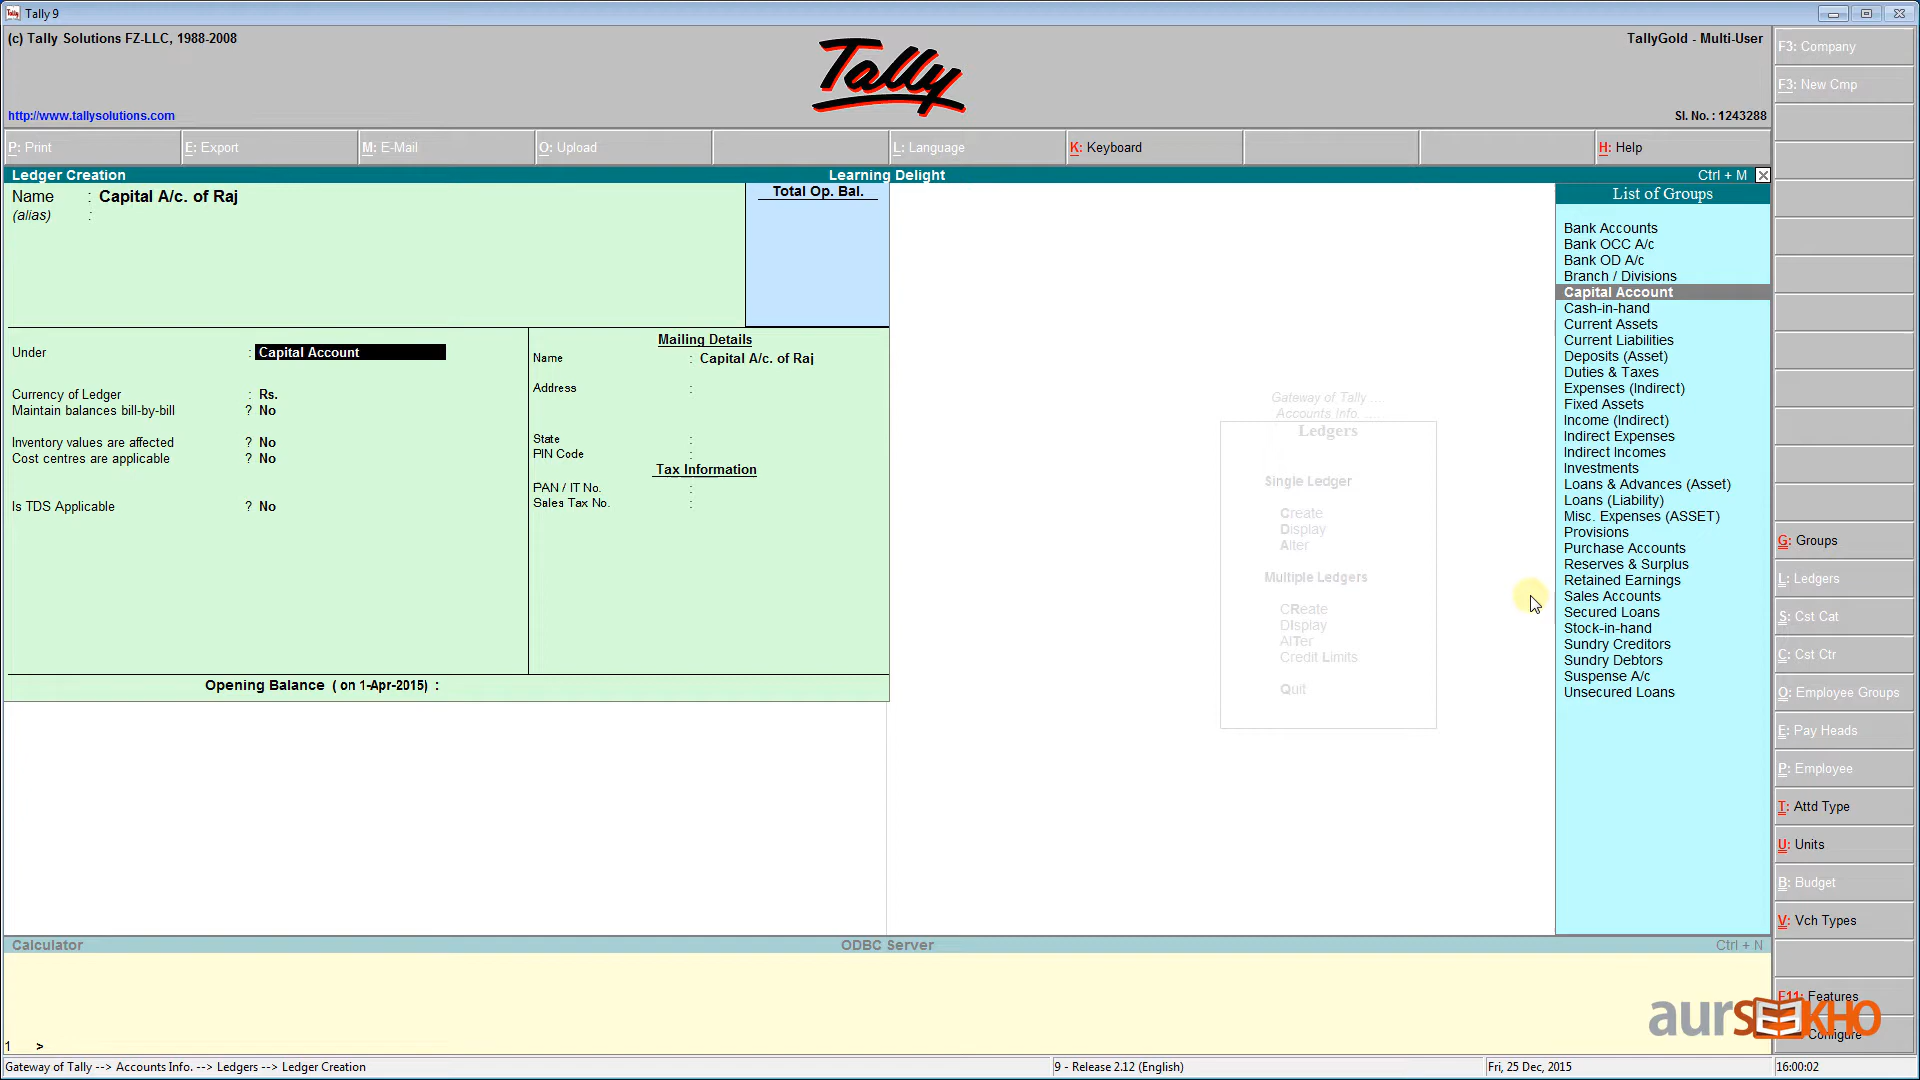 Tally 9
(c) Tally Solutions FZ-LLC, 1988-2008
TallyGold - Multi-User
Tally
http://www.tallysolutions.com
Sl. No. : 1243288
P: Print
E: Export
M: E-Mail
O: Upload
L: Language
K: Keyboard
H: Help
Ledger Creation
Learning Delight
Ctrl + M
Name : Capital A/c. of Raj
(alias) :
Total Op. Bal.
Under : Capital Account
Currency of Ledger : Rs.
Maintain balances bill-by-bill ? No
Inventory values are affected ? No
Cost centres are applicable ? No
Is TDS Applicable ? No
Mailing Details
Name : Capital A/c. of Raj
Address :
State :
PIN Code :
Tax Information
PAN / IT No. :
Sales Tax No. :
Opening Balance ( on 1-Apr-2015) :
Gateway of Tally ....
Accounts Info. ......
Ledgers
Single Ledger
Create
Display
Alter
Multiple Ledgers
CReate
DIsplay
AlTer
Credit Limits
Quit
List of Groups
Bank Accounts
Bank OCC A/c
Bank OD A/c
Branch / Divisions
Capital Account
Cash-in-hand
Current Assets
Current Liabilities
Deposits (Asset)
Duties & Taxes
Expenses (Indirect)
Fixed Assets
Income (Indirect)
Indirect Expenses
Indirect Incomes
Investments
Loans & Advances (Asset)
Loans (Liability)
Misc. Expenses (ASSET)
Provisions
Purchase Accounts
Reserves & Surplus
Retained Earnings
Sales Accounts
Secured Loans
Stock-in-hand
Sundry Creditors
Sundry Debtors
Suspense A/c
Unsecured Loans
F3: Company
F3: New Cmp
G: Groups
L: Ledgers
S: Cst Cat
C: Cst Ctr
O: Employee Groups
E: Pay Heads
P: Employee
T: Attd Type
U: Units
B: Budget
V: Vch Types
F11: Features
Configure
aurSEEKHO
Calculator
ODBC Server
Ctrl + N
1 >
Gateway of Tally --> Accounts Info. --> Ledgers --> Ledger Creation
9 - Release 2.12 (English)
Fri, 25 Dec, 2015
16:00:02